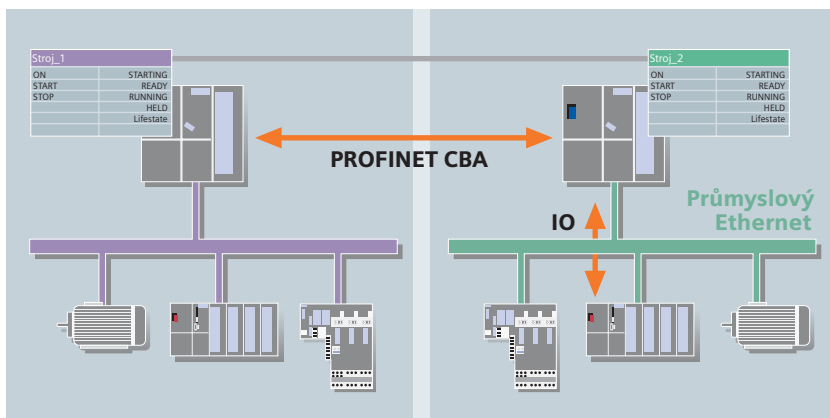 Stroj_1
ON STARTING
START READY
STOP RUNNING
HELD
Lifestate
Stroj_2
ON STARTING
START READY
STOP RUNNING
HELD
Lifestate
PROFINET CBA
IO
Průmyslový
Ethernet